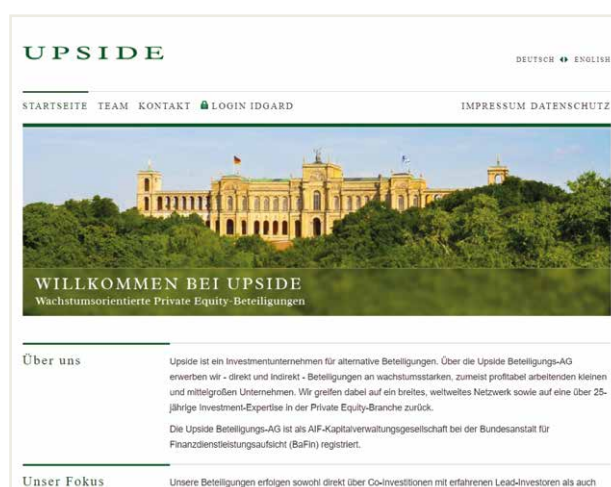 UPSIDE
DEUTSCH ENGLISH
STARTSEITE TEAM KONTAKT LOGIN IDGARD IMPRESSUM DATENSCHUTZ
WILLKOMMEN BEI UPSIDE
Wachstumsorientierte Private Equity-Beteiligungen
Über uns
Upside ist ein Investmentunternehmen für alternative Beteiligungen. Über die Upside Beteiligungs-AG
erwerben wir - direkt und indirekt - Beteiligungen an wachstumsstarken, zumeist profitabel arbeitenden kleinen
und mittelgroßen Unternehmen. Wir greifen dabei auf ein breites, weltweites Netzwerk sowie auf eine über 25-
jährige Investment-Expertise in der Private Equity-Branche zurück.
Die Upside Beteiligungs-AG ist als AIF-Kapitalverwaltungsgesellschaft bei der Bundesanstalt für
Finanzdienstleistungsaufsicht (BaFin) registriert.
Unser Fokus
Unsere Beteiligungen erfolgen sowohl direkt über Co-Investitionen mit erfahrenen Lead-Investoren als auch